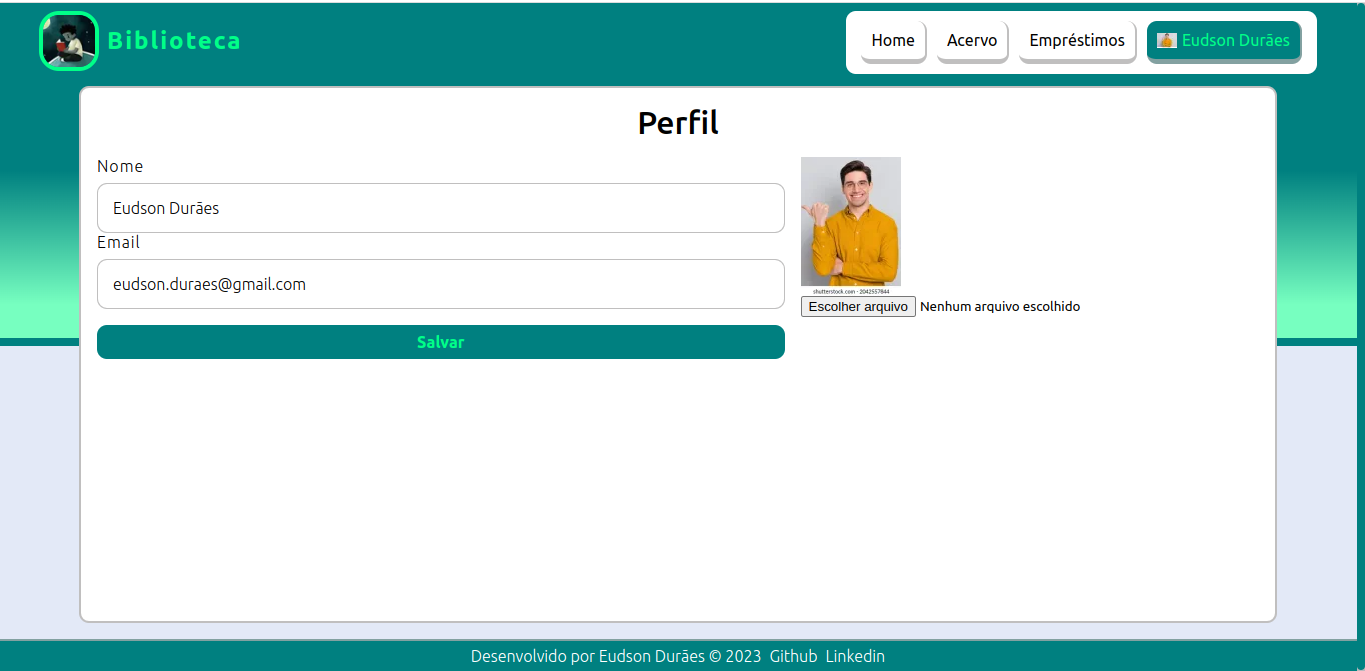 Biblioteca
Home Acervo Empréstimos Eudson Durães
Perfil
Nome
Eudson Durães
Email
eudson.duraes@gmail.com
Salvar
shutterstock.com · 2042557844
Escolher arquivo Nenhum arquivo escolhido
Desenvolvido por Eudson Durães © 2023 Github Linkedin